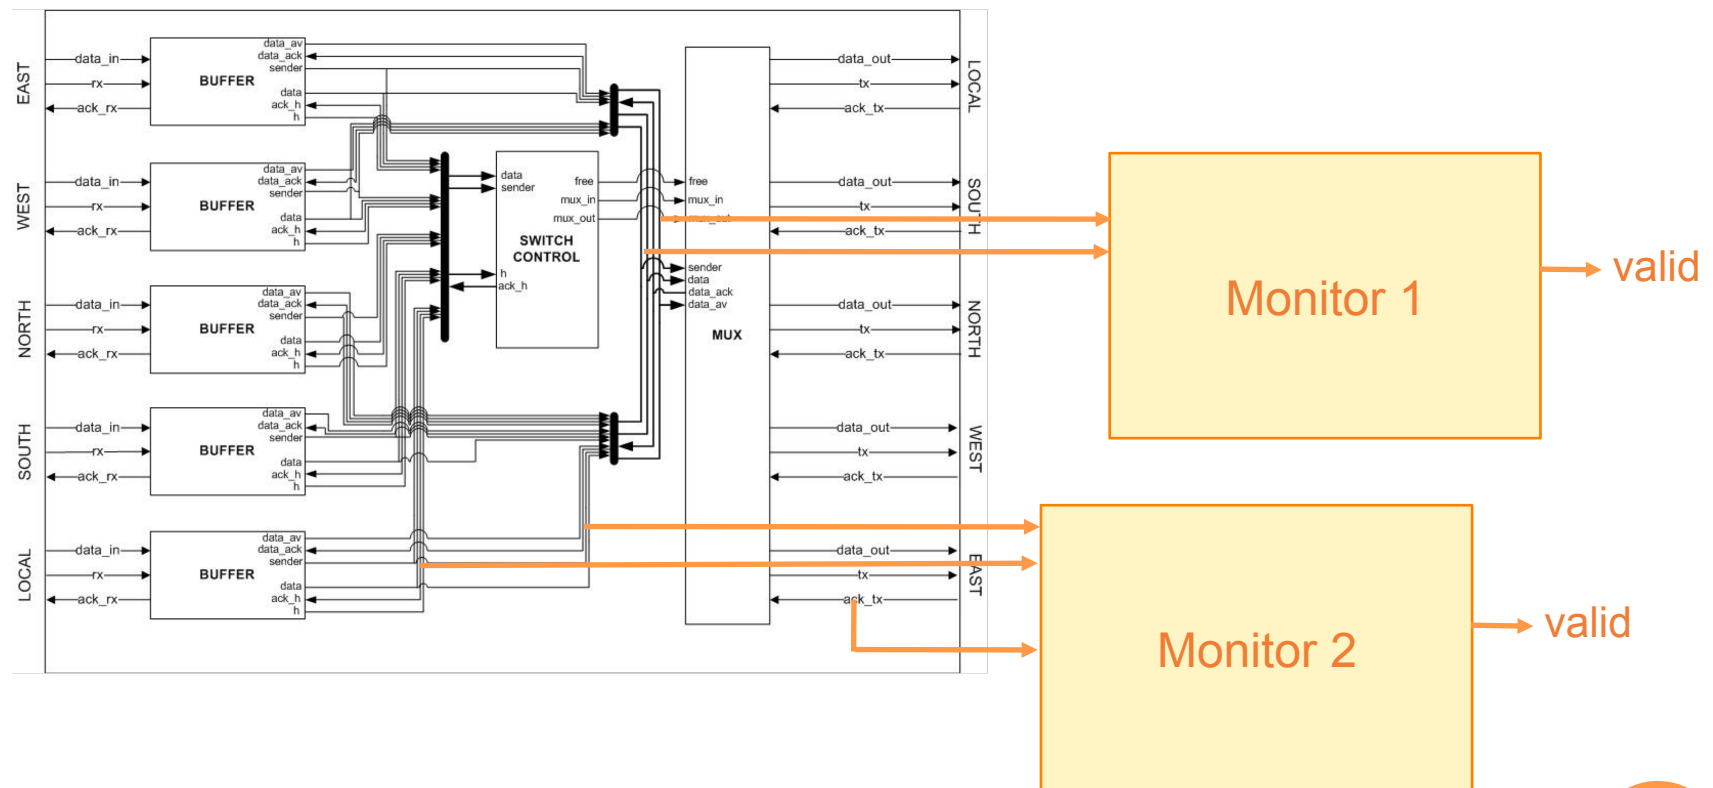 EAST
data_in
rx
ack_rx
BUFFER
data_av
data_ack
sender
data
ack_h
h
WEST
data_in
rx
ack_rx
BUFFER
data_av
data_ack
sender
data
ack_h
h
NORTH
data_in
rx
ack_rx
BUFFER
data_av
data_ack
sender
data
ack_h
h
SOUTH
data_in
rx
ack_rx
BUFFER
data_av
data_ack
sender
data
ack_h
h
LOCAL
data_in
rx
ack_rx
BUFFER
data_av
data_ack
sender
data
ack_h
h
data
sender
free
mux_in
mux_out
SWITCH
CONTROL
h
ack_h
free
mux_in
mux_out
sender
data
data_ack
data_av
MUX
data_out
tx
ack_tx
LOCAL
data_out
tx
ack_tx
SOUTH
data_out
tx
ack_tx
NORTH
data_out
tx
ack_tx
WEST
data_out
tx
ack_tx
EAST
Monitor 1
valid
Monitor 2
valid